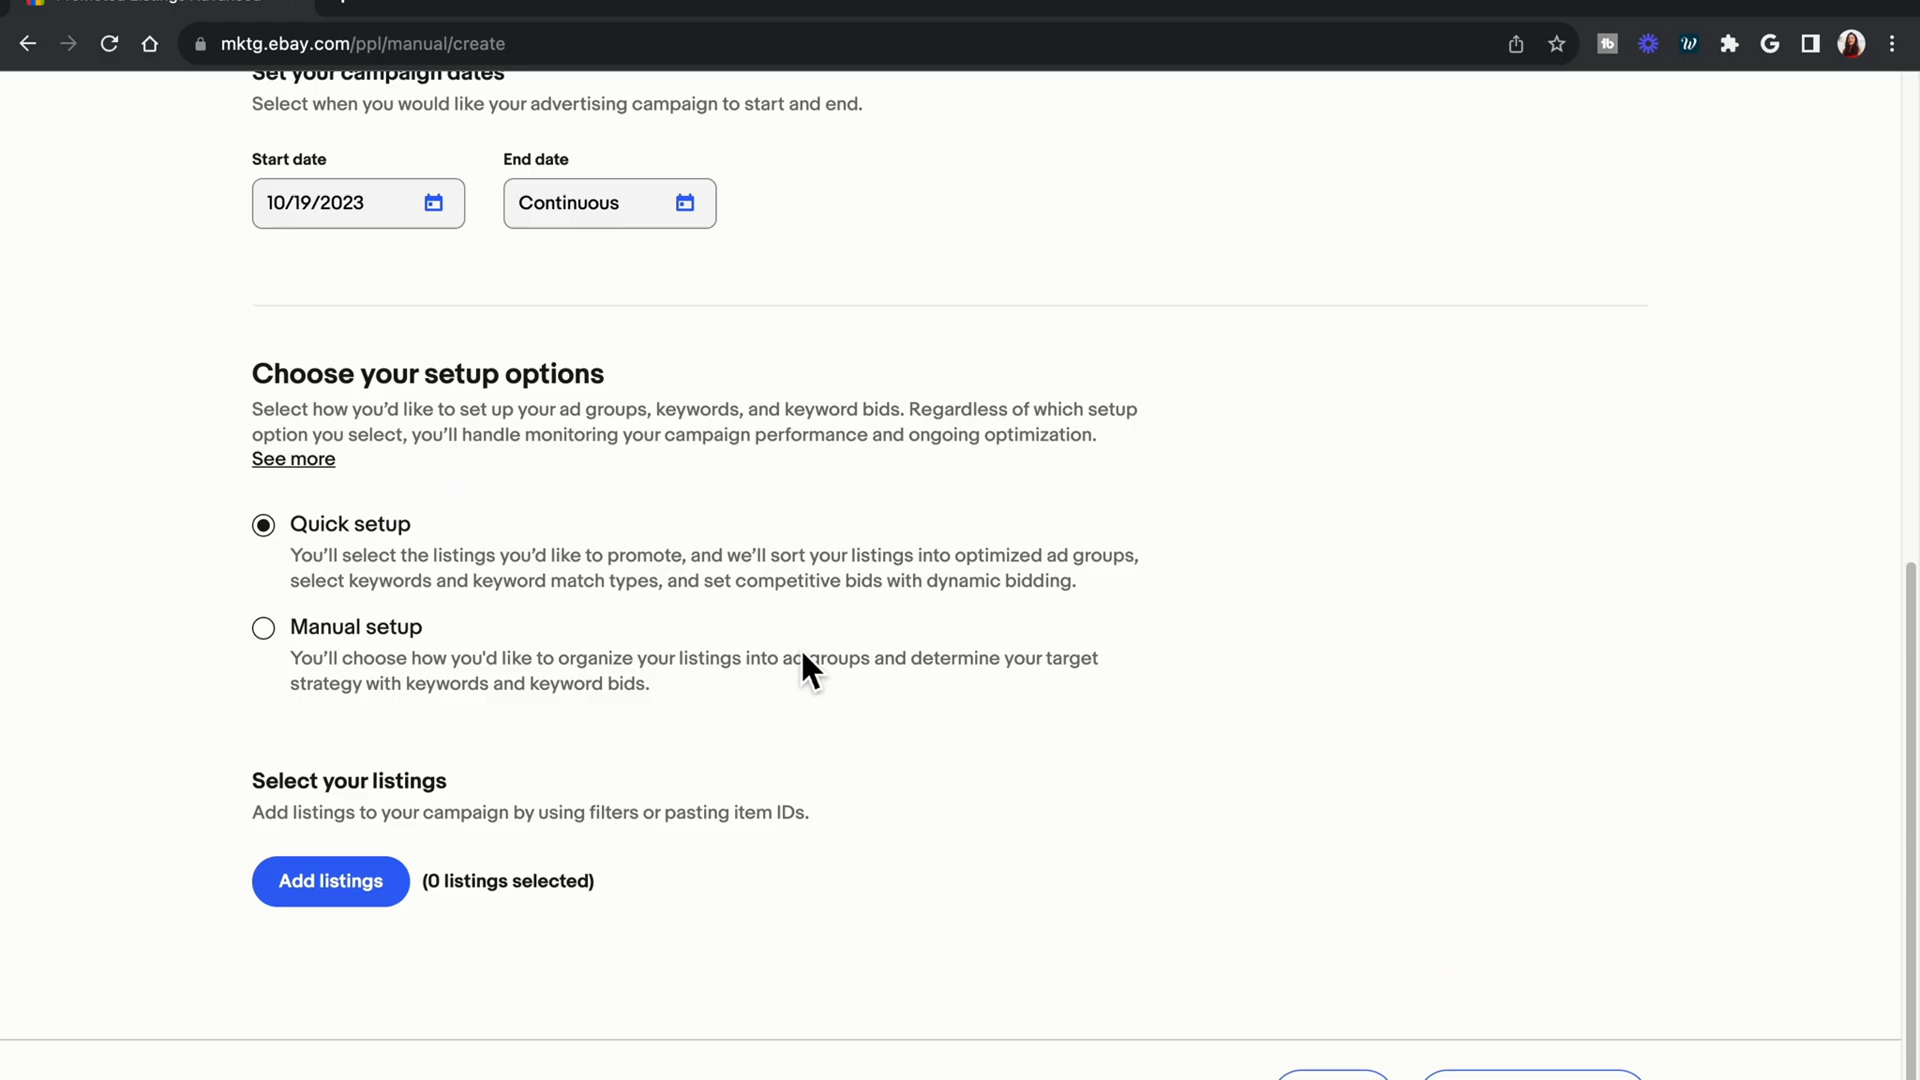 mktg.ebay.com/ppl/manual/create
Set your campaign dates
Select when you would like your advertising campaign to start and end.
Start date
End date
10/19/2023
Continuous
Choose your setup options
Select how you'd like to set up your ad groups, keywords, and keyword bids. Regardless of which setup
option you select, you'll handle monitoring your campaign performance and ongoing optimization.
See more
Quick setup
You'll select the listings you'd like to promote, and we'll sort your listings into optimized ad groups,
select keywords and keyword match types, and set competitive bids with dynamic bidding.
Manual setup
You'll choose how you'd like to organize your listings into ad groups and determine your target
strategy with keywords and keyword bids.
Select your listings
Add listings to your campaign by using filters or pasting item IDs.
Add listings
(0 listings selected)